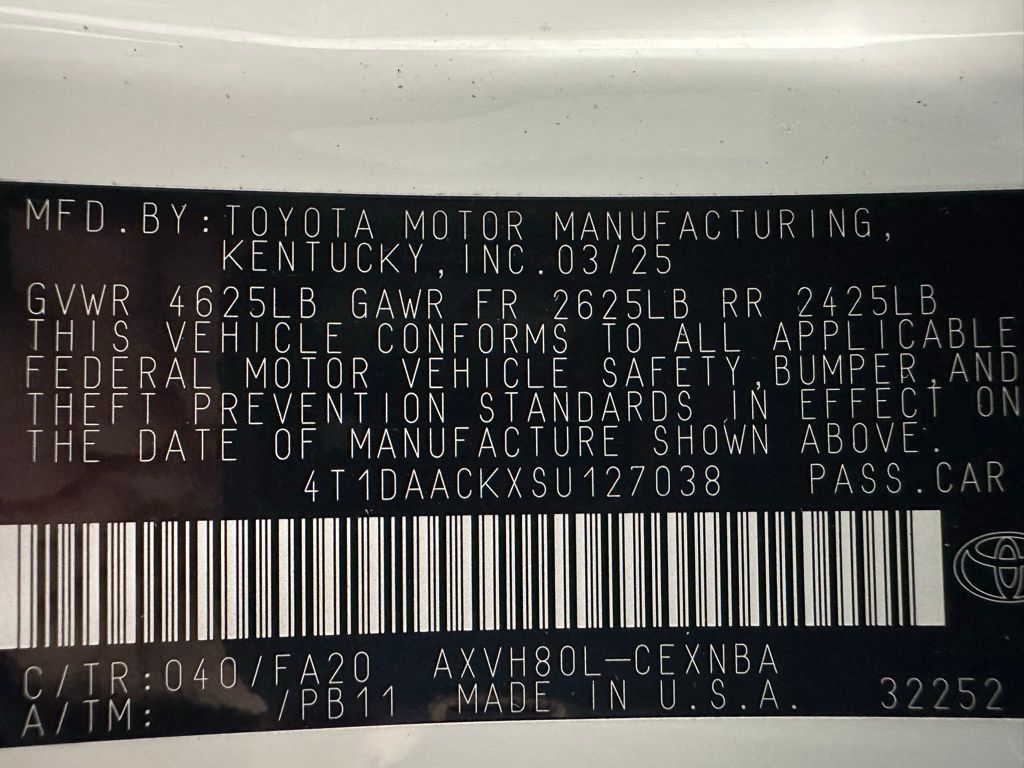 MFD.BY:TOYOTA MOTOR MANUFACTURING,
KENTUCKY,INC.03/25
GVWR 4625LB GAWR FR 2625LB RR 2425LB
THIS VEHICLE CONFORMS TO ALL APPLICABLE
FEDERAL MOTOR VEHICLE SAFETY,BUMPER,AND
THEFT PREVENTION STANDARDS IN EFFECT ON
THE DATE OF MANUFACTURE SHOWN ABOVE.
4T1DAACKXSU127038 PASS.CAR
C/TR:040/FA20 AXVH80L-CEXNBA
A/TM: /PB11 MADE IN U.S.A. 32252